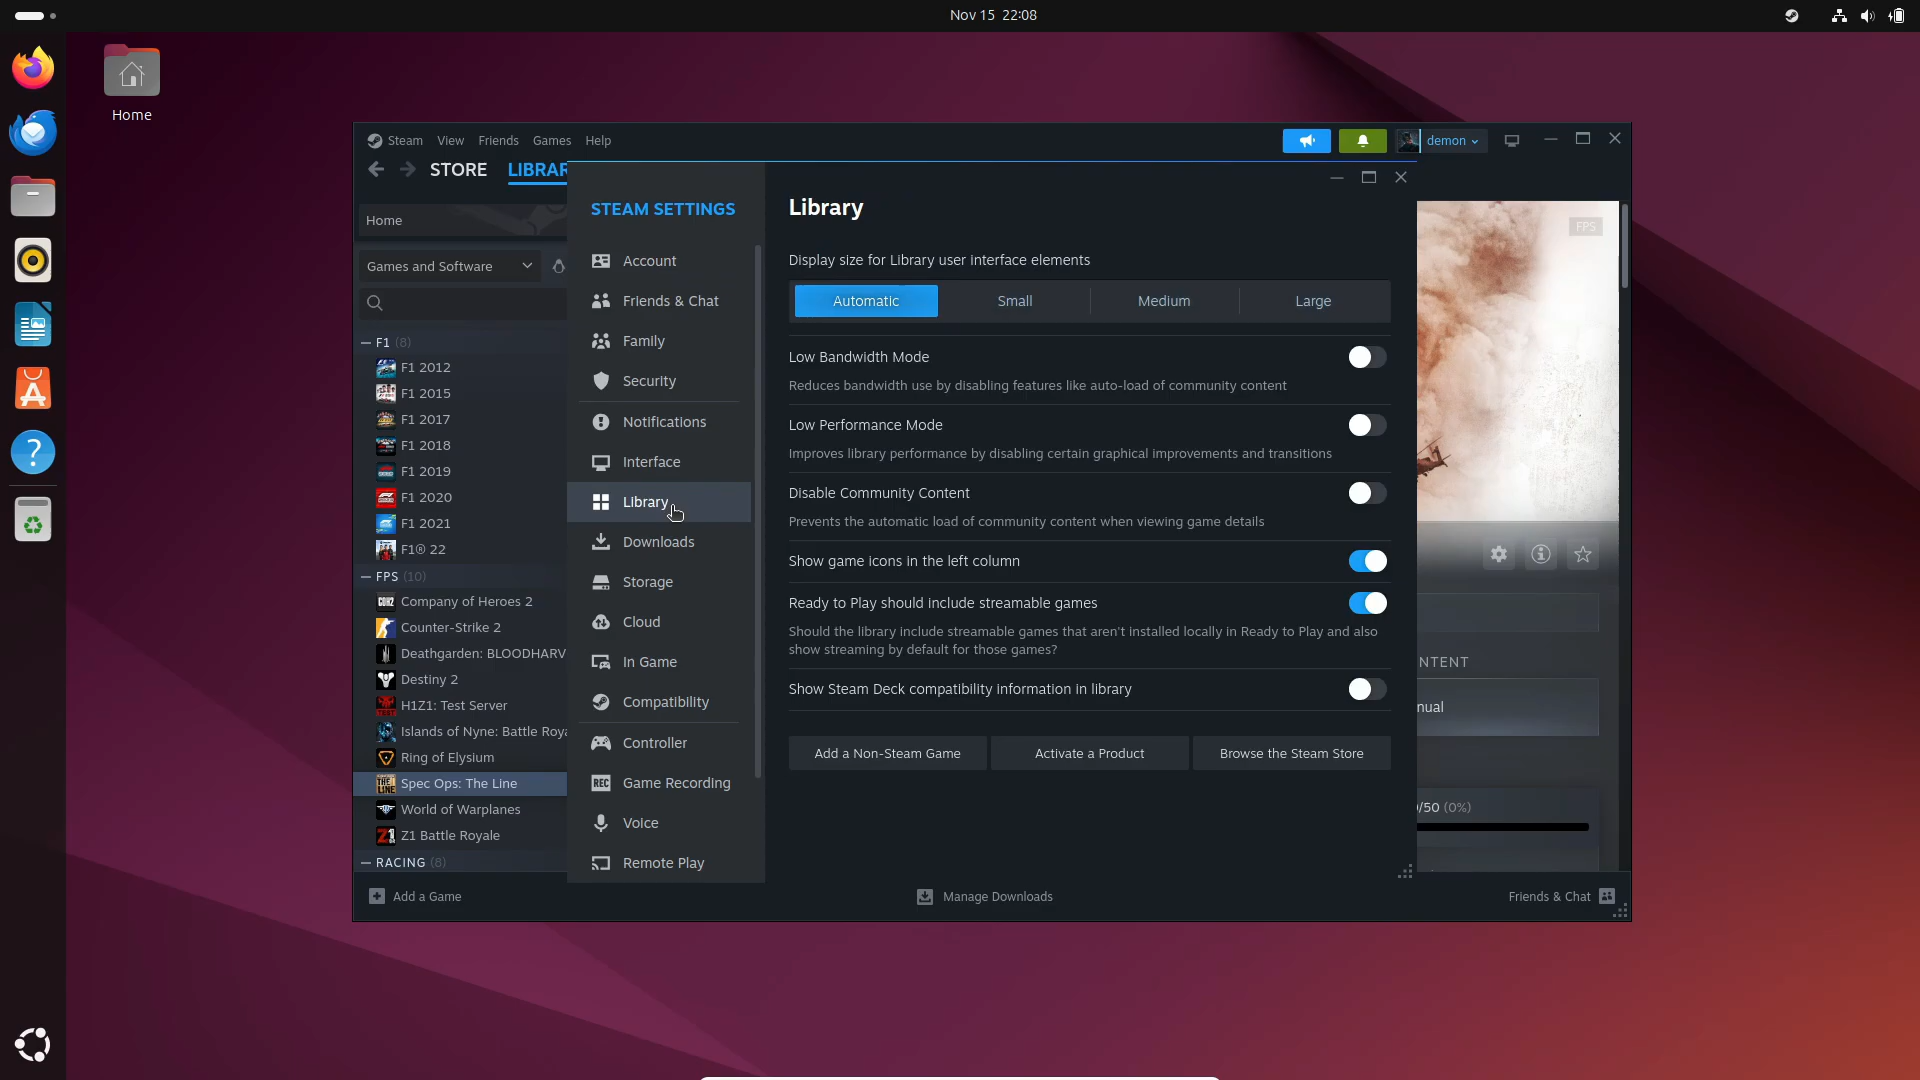 Nov 15 22:08
Home
Steam View Friends Games Help
demon
STORE LIBRAR
Home
Games and Software
F1 (8)
F1 2012
F1 2015
F1 2017
F1 2018
F1 2019
F1 2020
F1 2021
F1® 22
FPS (10)
Company of Heroes 2
Counter-Strike 2
Deathgarden: BLOODHARV
Destiny 2
H1Z1: Test Server
Islands of Nyne: Battle Roya
Ring of Elysium
Spec Ops: The Line
World of Warplanes
Z1 Battle Royale
RACING (8)
Add a Game
STEAM SETTINGS
Account
Friends & Chat
Family
Security
Notifications
Interface
Library
Downloads
Storage
Cloud
In Game
Compatibility
Controller
REC Game Recording
Voice
Remote Play
Library
Display size for Library user interface elements
Automatic Small Medium Large
Low Bandwidth Mode
Reduces bandwidth use by disabling features like auto-load of community content
Low Performance Mode
Improves library performance by disabling certain graphical improvements and transitions
Disable Community Content
Prevents the automatic load of community content when viewing game details
Show game icons in the left column
Ready to Play should include streamable games
Should the library include streamable games that aren't installed locally in Ready to Play and also
show streaming by default for those games?
Show Steam Deck compatibility information in library
Add a Non-Steam Game Activate a Product Browse the Steam Store
FPS
NTENT
nual
/50 (0%)
Manage Downloads
Friends & Chat